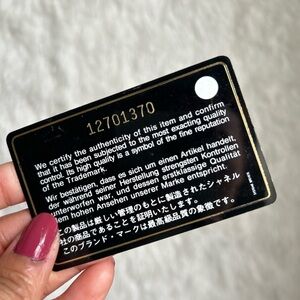 12701370
We certify the authenticity of this item and confirm
that it has been subjected to the most exacting quality
control. Its high quality is a symbol of the fine reputation
of the Trademark.
Wir bestätigen, dass es sich um einen Artikel handelt,
der während seiner Herstellung strengsten Kontrollen
unterworfen war und dessen erstklassige Qualität
dem hohen Ansehen unserer Marke entspricht.
この製品は厳しい管理のもとに製造されたシャネル
社の商品であることを証明いたします。
このブランド・マークは最高級品質の象徴です。